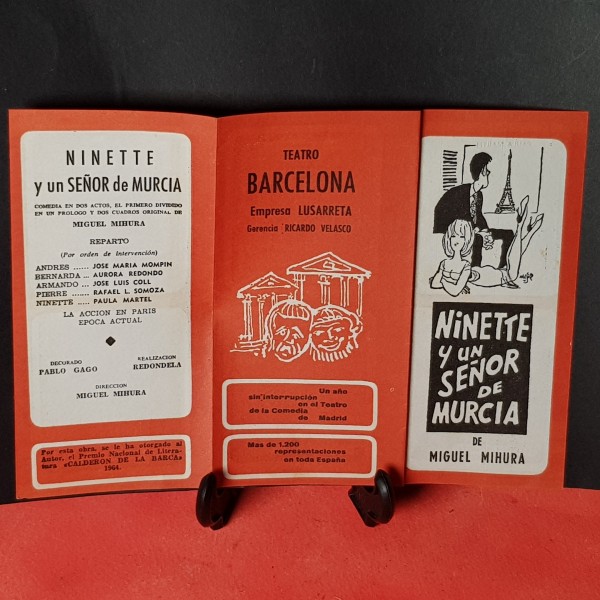 NINETTE
y un SEÑOR de MURCIA
COMEDIA EN DOS ACTOS, EL PRIMERO DIVIDIDO
EN UN PROLOGO Y DOS CUADROS ORIGINAL DE
MIGUEL MIHURA
REPARTO
(Por orden de intervención)
ANDRES ...... JOSE MARIA MOMPIN
BERNARDA ... AURORA REDONDO
ARMANDO ... JOSE LUIS COLL
PIERRE ....... RAFAEL L. SOMOZA
NINETTE ..... PAULA MARTEL
LA ACCION EN PARIS
EPOCA ACTUAL
DECORADO
PABLO GAGO
REALIZACION
REDONDELA
DIRECCION
MIGUEL MIHURA
Por esta obra, se le ha otorgado al
Autor, el Premio Nacional de Litera-
tura «CALDERON DE LA BARCA»
1964.
TEATRO
BARCELONA
Empresa LUSARRETA
Gerencia RICARDO VELASCO
Un año
sin interrupción
en el Teatro
de la Comedia
de Madrid
Mas de 1.200
representaciones
en toda España
NINETTE
Y UN
SEÑOR
DE
MURCIA
DE
MIGUEL MIHURA